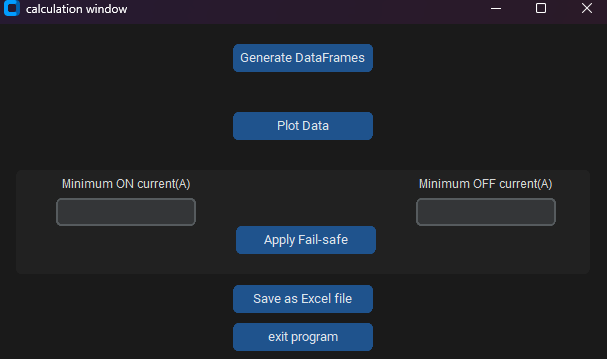 calculation window
Generate DataFrames
Plot Data
Minimum ON current(A)
Minimum OFF current(A)
Apply Fail-safe
Save as Excel file
exit program